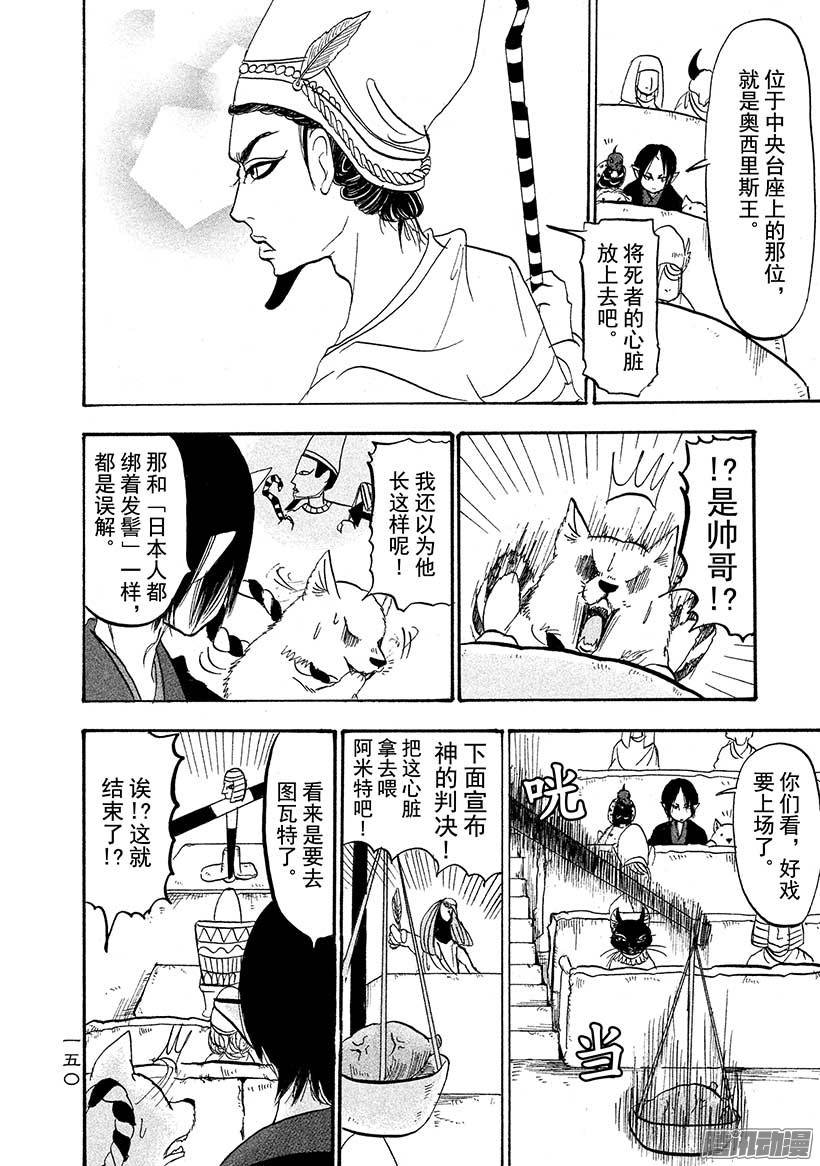 位于中央台座上的那位，
就是奥西里斯王。
将死者的心脏
放上去吧。
!?是帅哥!?
我还以为他
长这样呢！
那和「日本人都
绑着发髻」一样，
都是误解。
你们看，好戏
要上场了。
咣
当
下面宣布
神的判决！
把这心脏
拿去喂
阿米特吧！
看来是要去
图瓦特了。
诶!?这就
结束了!?
一五〇
腾讯动漫